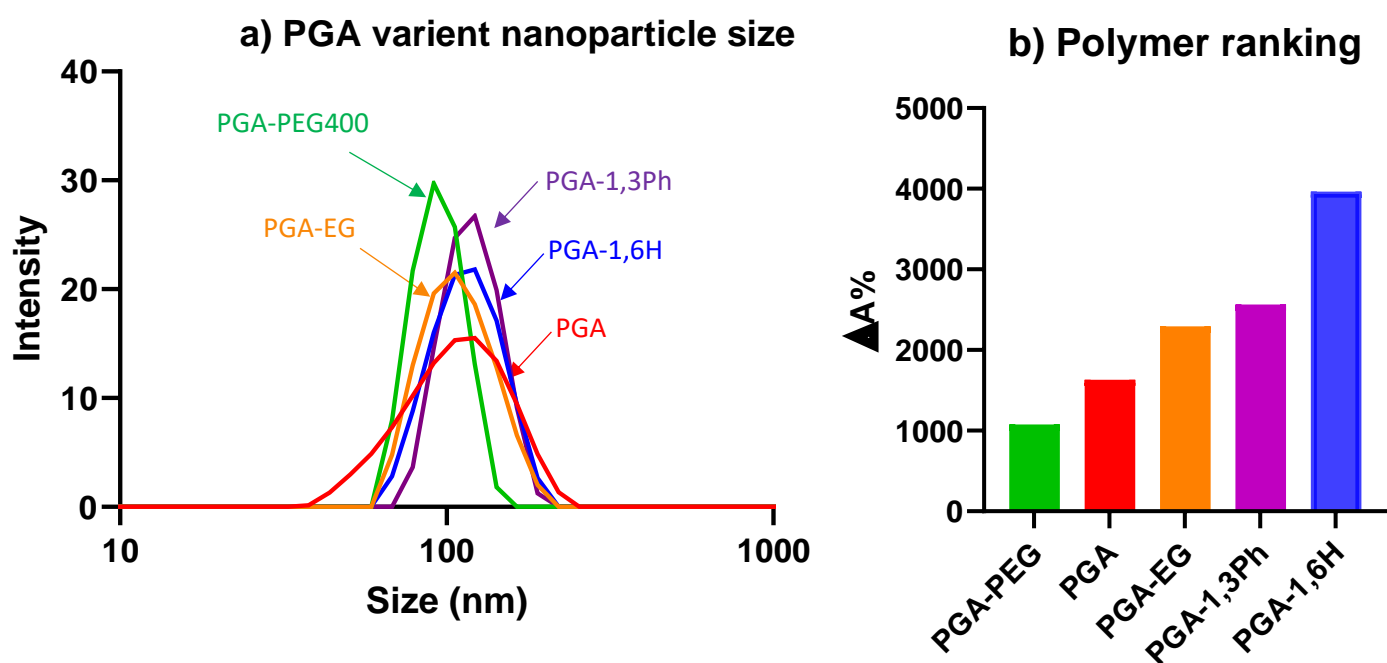 a) PGA varient nanoparticle size
40
30
20
10
0
Intensity
PGA-PEG400
PGA-1,3Ph
PGA-EG
PGA-1,6H
PGA
10
100
1000
Size (nm)
b) Polymer ranking
5000
4000
3000
2000
1000
0
▲A%
PGA-PEG
PGA
PGA-EG
PGA-1,3Ph
PGA-1,6H